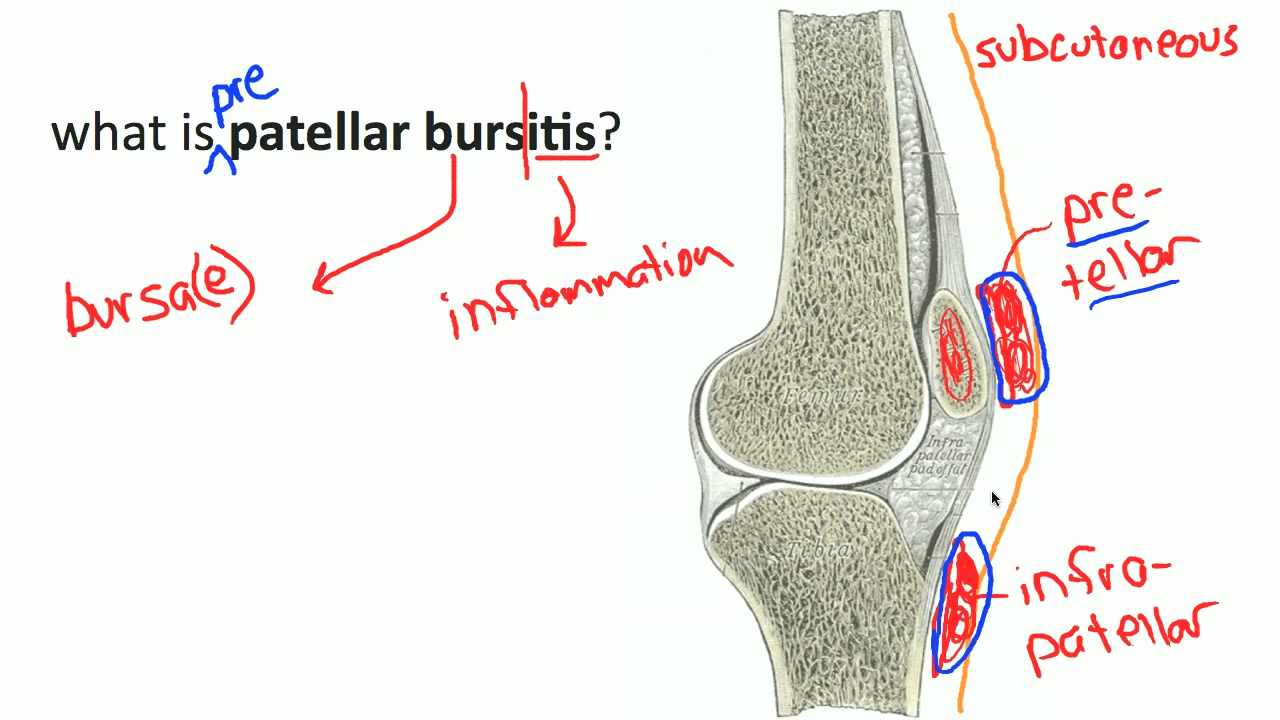 pre
what is patellar bursitis?
bursa(e)
inflammation
subcutaneous
pre-
tellar
Femur
Infra-
patellar
pad of fat
Tibia
infra-
patellar